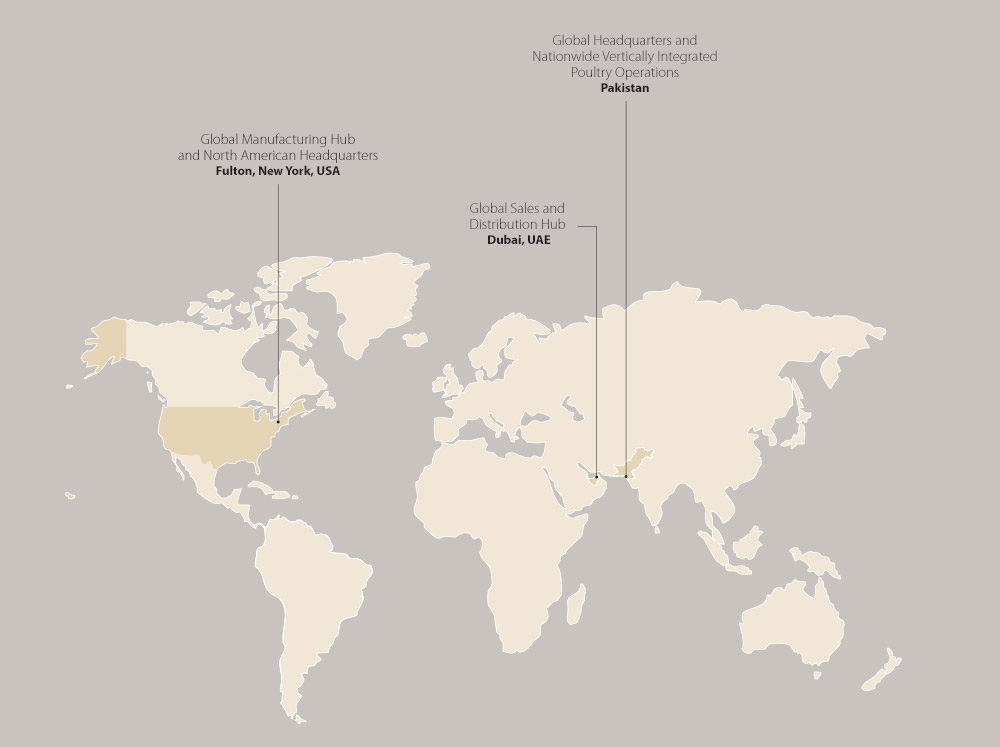 Global Headquarters and
Nationwide Vertically Integrated
Poultry Operations
Pakistan
Global Manufacturing Hub
and North American Headquarters
Fulton, New York, USA
Global Sales and
Distribution Hub
Dubai, UAE